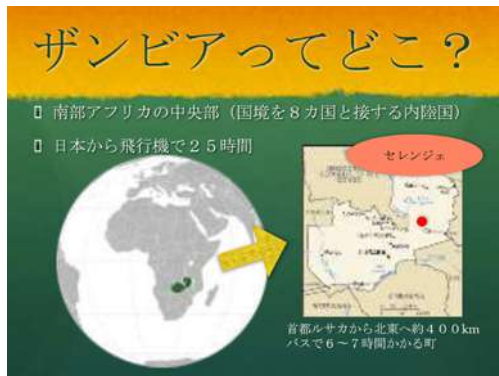 ザンビアってどこ？
南部アフリカの中央部（国境を８カ国と接する内陸国）
日本から飛行機で２５時間
セレンジェ
首都ルサカから北東へ約４００km
バスで６〜７時間かかる町